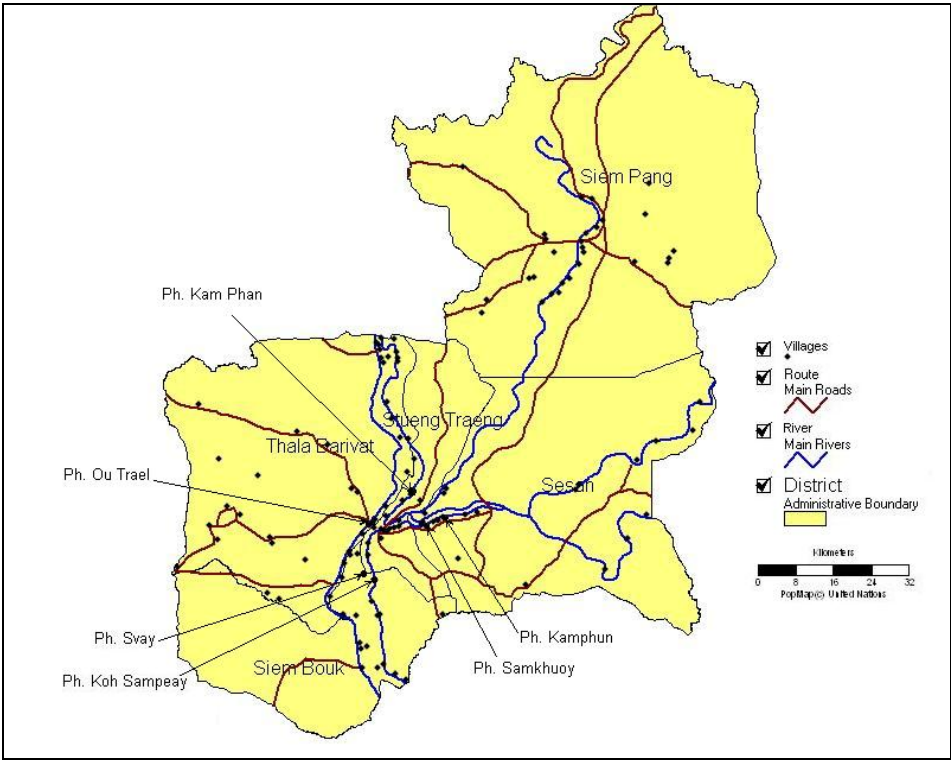 Siem Pang
Ph. Kam Phan
Stueng Traeng
Thala Barivat
Ph. Ou Trael
Sesan
Ph. Svay
Ph. Kamphun
Siem Bouk
Ph. Samkhuoy
Ph. Koh Sampeay
Villages
Route
Main Roads
River
Main Rivers
District
Administrative Boundary
Kilometers
0 8 16 24 32
PopMap(c) United Nations